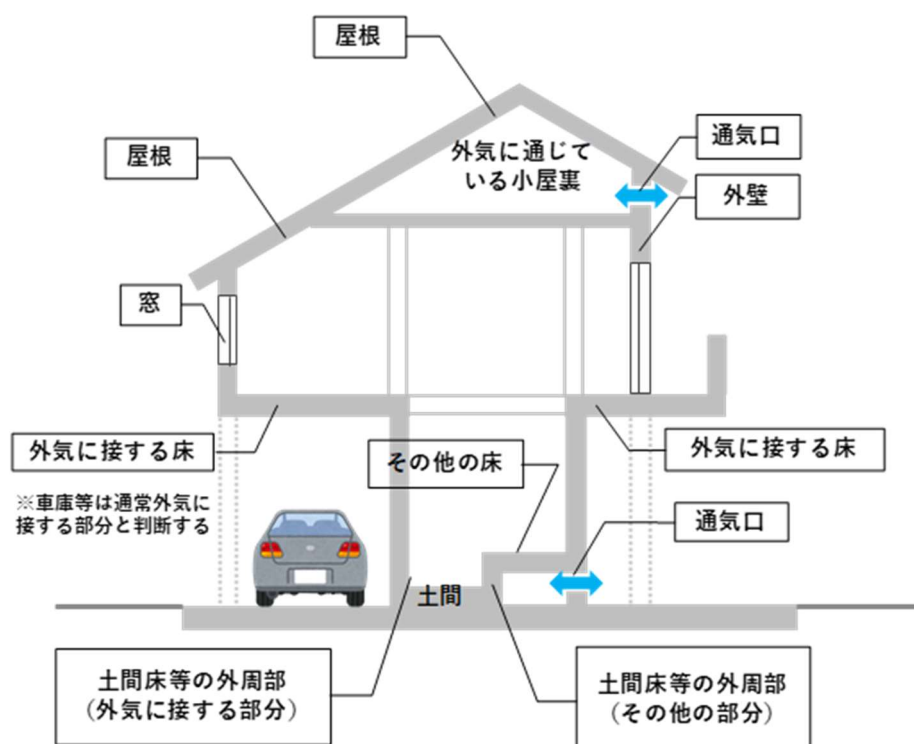 屋根
屋根
外気に通じて
いる小屋裏
通気口
外壁
窓
外気に接する床
※車庫等は通常外気に
接する部分と判断する
その他の床
外気に接する床
通気口
土間
土間床等の外周部
（外気に接する部分）
土間床等の外周部
（その他の部分）